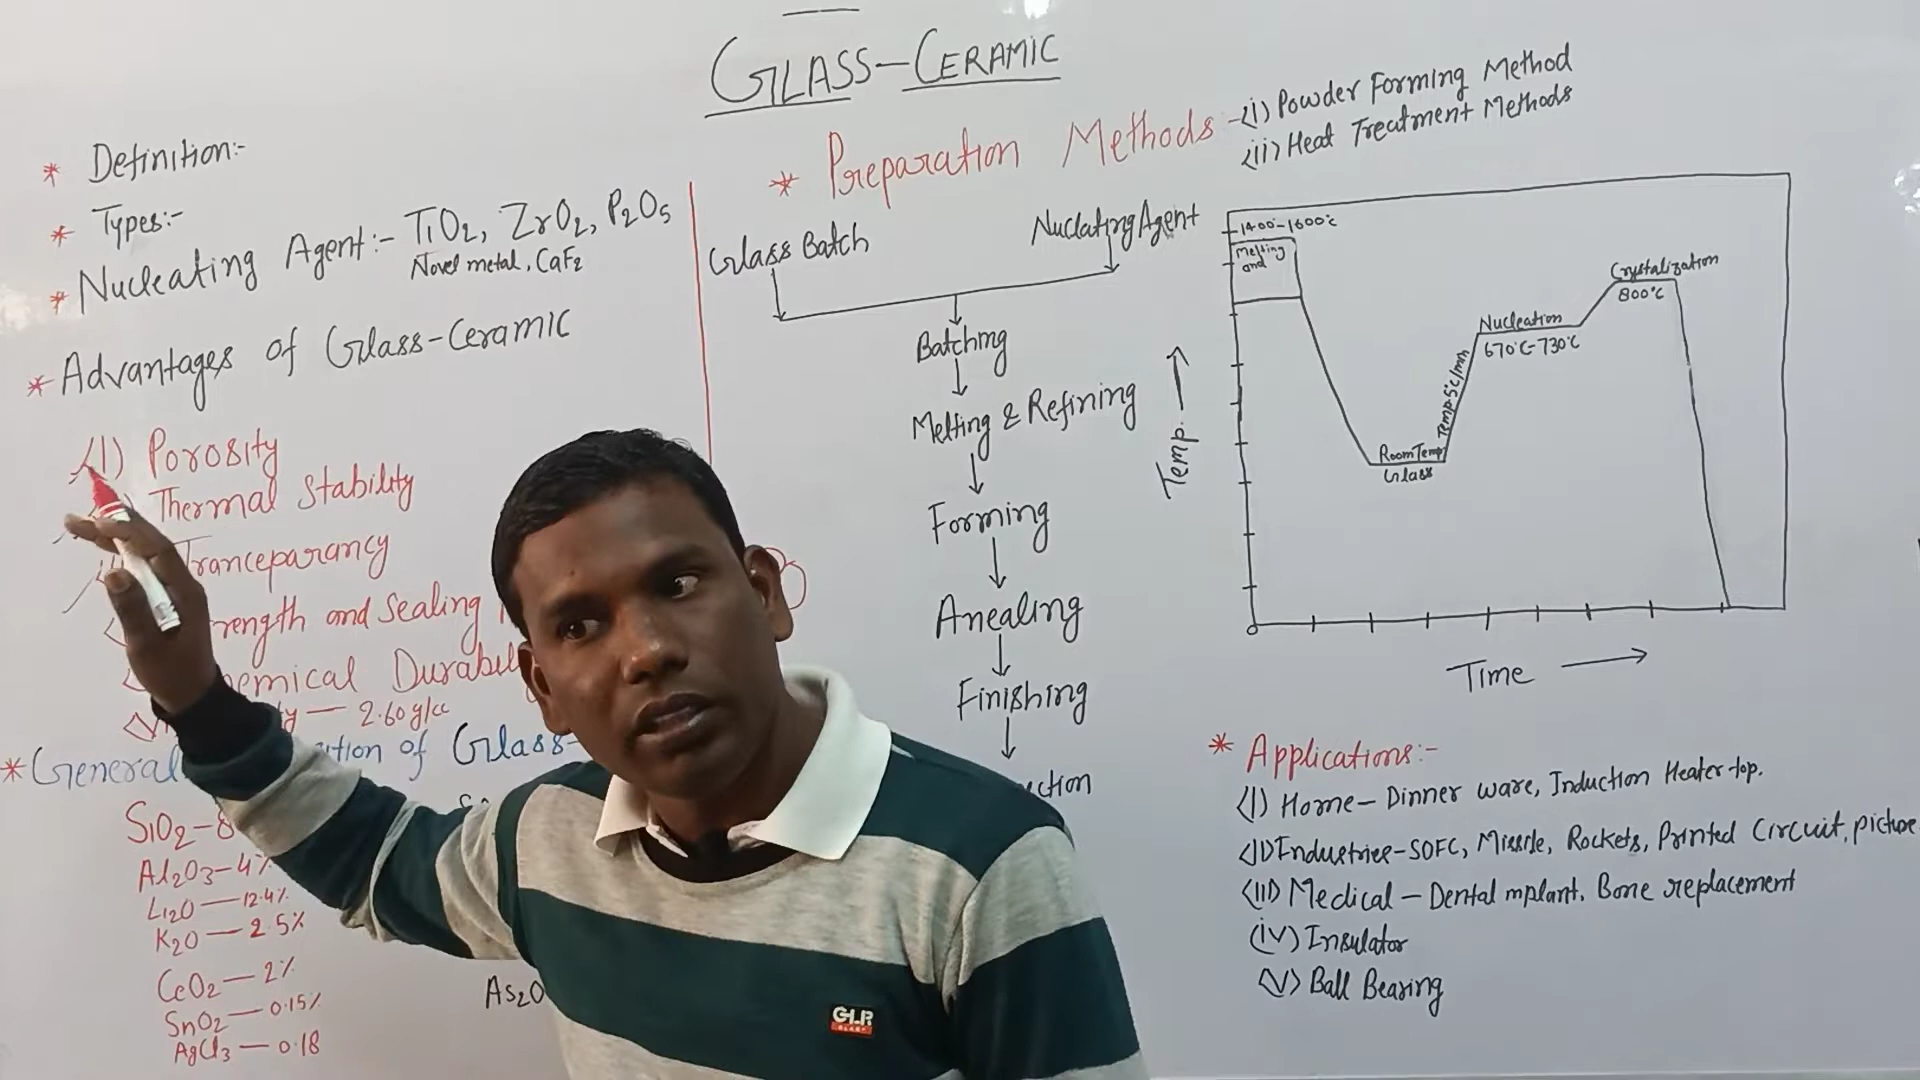 GLASS-CERAMIC
* Definition:-
* Types:-
* Nucleating Agent:- TiO2, ZrO2, P2O5
Novel metal, CaF2
* Advantages of Glass-Ceramic
(i) Porosity
Thermal Stability
Tranceparancy
and Sealing
Durabil
— 2.60 g/cc
* General of Glass-
SiO2-8
Al2O3-4%
Li2O — 12.4%
K2O — 2.5%
CeO2 — 2%
SnO2 — 0.15%
AgCl3 — 0.18
As2O
* Preparation Methods -(i) Powder Forming Method
(ii) Heat Treatment Methods
Glass Batch
Nuclating Agent
Batching
Melting & Refining
Forming
Anealing
Finishing
1400-1600°C
Melting
and
Room Temp
Glass
Temp 5°C/min
Nucleation
670°C-730°C
Crystalization
800°C
Temp.
0
Time
* Applications:-
(i) Home- Dinner ware, Induction Heater top.
(ii) Industries-SOFC, Missile, Rockets, Printed Circuit, picture
(iii) Medical - Dental mplant. Bone replacement
(iv) Insulator
(v) Ball Bearing
GLR